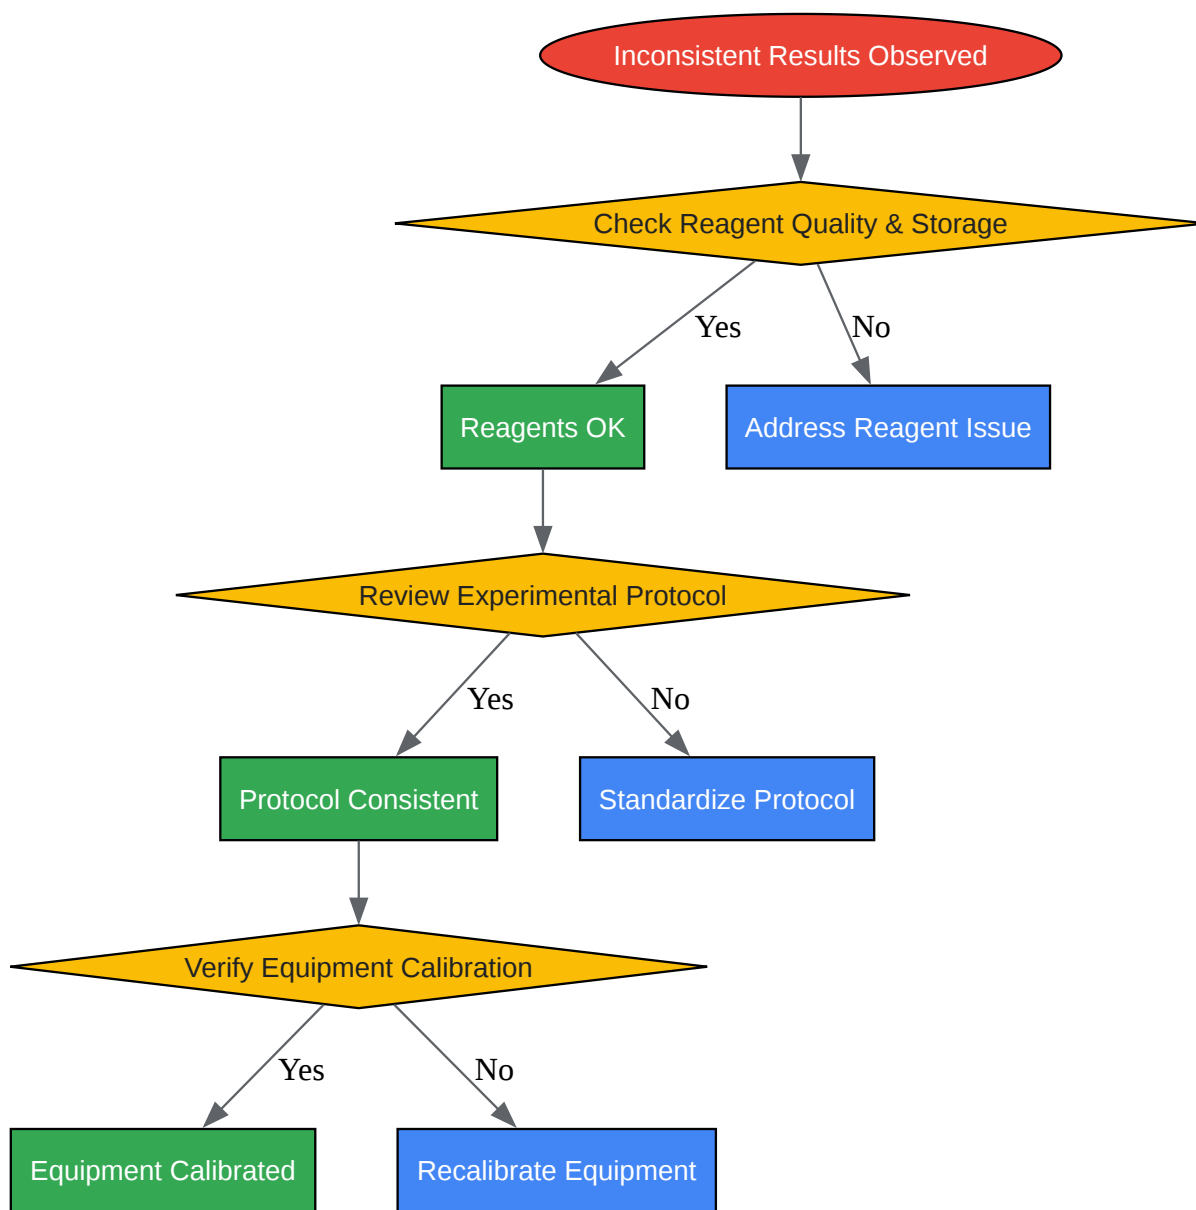 Inconsistent Results Observed
Check Reagent Quality & Storage
Yes
No
Reagents OK
Address Reagent Issue
Review Experimental Protocol
Yes
No
Protocol Consistent
Standardize Protocol
Verify Equipment Calibration
Yes
No
Equipment Calibrated
Recalibrate Equipment